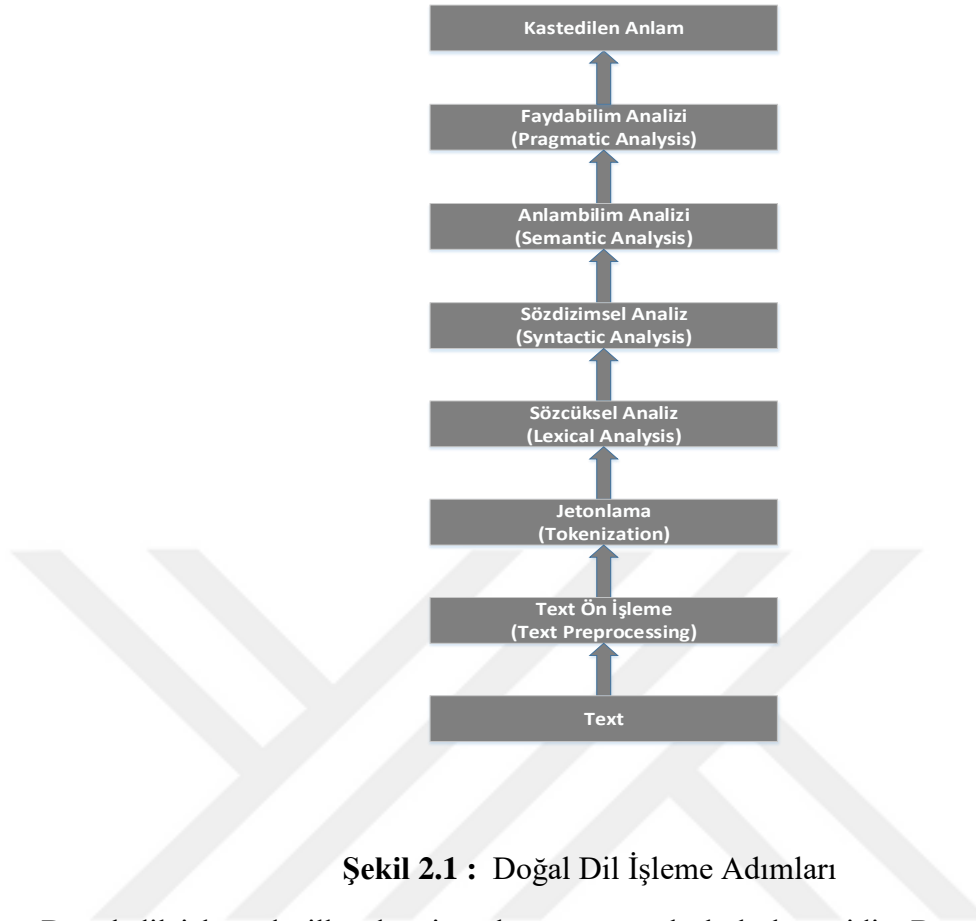 Kastedilen Anlam
Faydabilim Analizi
(Pragmatic Analysis)
Anlambilim Analizi
(Semantic Analysis)
Sözdizimsel Analiz
(Syntactic Analysis)
Sözcüksel Analiz
(Lexical Analysis)
Jetonlama
(Tokenization)
Text Ön İşleme
(Text Preprocessing)
Text
Şekil 2.1 : Doğal Dil İşleme Adımları